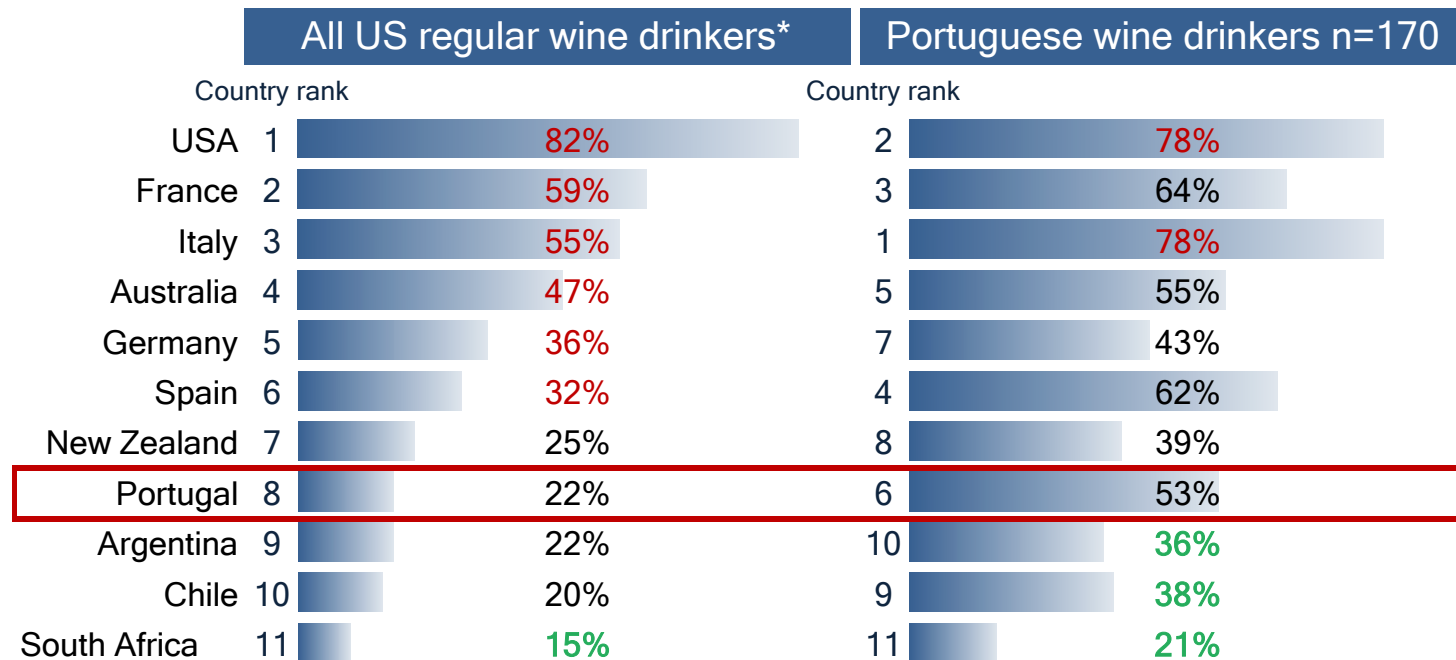 All US regular wine drinkers* Portuguese wine drinkers n=170
Country rank Country rank
USA 1 82% 2 78%
France 2 59% 3 64%
Italy 3 55% 1 78%
Australia 4 47% 5 55%
Germany 5 36% 7 43%
Spain 6 32% 4 62%
New Zealand 7 25% 8 39%
Portugal 8 22% 6 53%
Argentina 9 22% 10 36%
Chile 10 20% 9 38%
South Africa 11 15% 11 21%